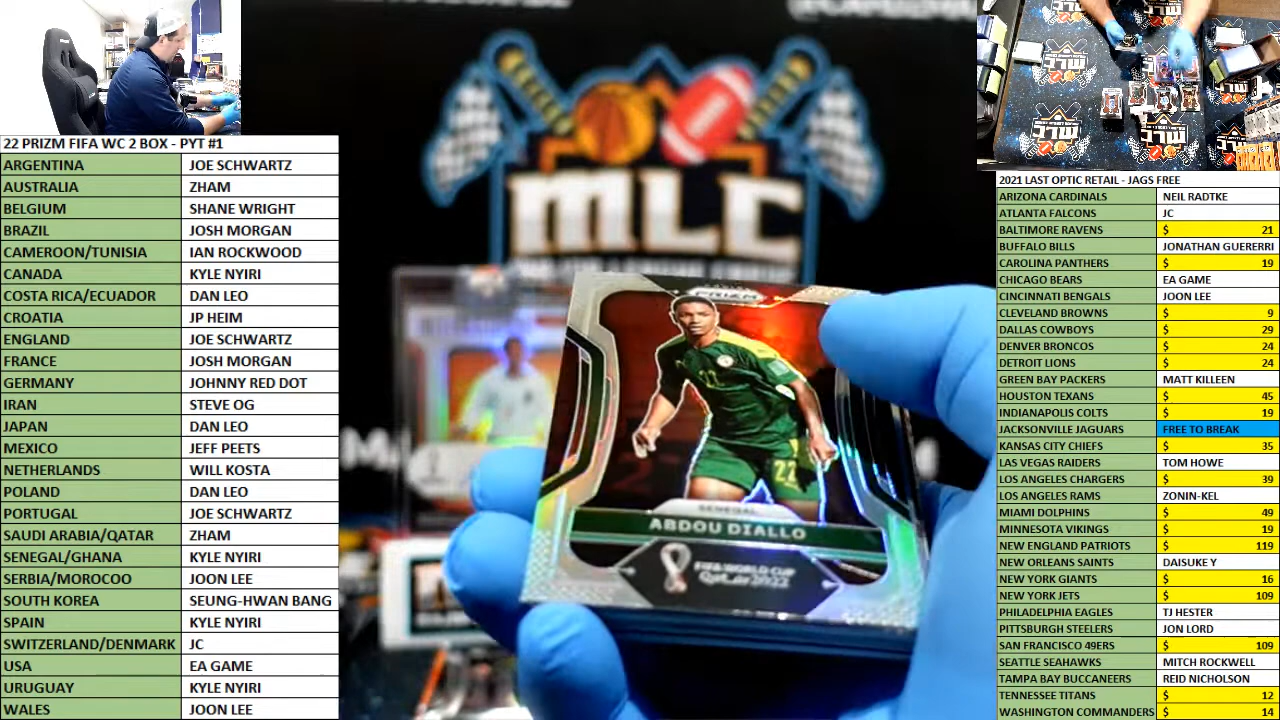 22 PRIZM FIFA WC 2 BOX - PYT #1
ARGENTINA JOE SCHWARTZ
AUSTRALIA ZHAM
BELGIUM SHANE WRIGHT
BRAZIL JOSH MORGAN
CAMEROON/TUNISIA IAN ROCKWOOD
CANADA KYLE NYIRI
COSTA RICA/ECUADOR DAN LEO
CROATIA JP HEIM
ENGLAND JOE SCHWARTZ
FRANCE JOSH MORGAN
GERMANY JOHNNY RED DOT
IRAN STEVE OG
JAPAN DAN LEO
MEXICO JEFF PEETS
NETHERLANDS WILL KOSTA
POLAND DAN LEO
PORTUGAL JOE SCHWARTZ
SAUDI ARABIA/QATAR ZHAM
SENEGAL/GHANA KYLE NYIRI
SERBIA/MOROCOO JOON LEE
SOUTH KOREA SEUNG-HWAN BANG
SPAIN KYLE NYIRI
SWITZERLAND/DENMARK JC
USA EA GAME
URUGUAY KYLE NYIRI
WALES JOON LEE
MLC
PRIZM
SENEGAL
ABDOU DIALLO
FIFA WORLD CUP
Qatar2022
2021 LAST OPTIC RETAIL - JAGS FREE
ARIZONA CARDINALS NEIL RADTKE
ATLANTA FALCONS JC
BALTIMORE RAVENS $ 21
BUFFALO BILLS JONATHAN GUERERRI
CAROLINA PANTHERS $ 19
CHICAGO BEARS EA GAME
CINCINNATI BENGALS JOON LEE
CLEVELAND BROWNS $ 9
DALLAS COWBOYS $ 29
DENVER BRONCOS $ 24
DETROIT LIONS $ 24
GREEN BAY PACKERS MATT KILLEEN
HOUSTON TEXANS $ 45
INDIANAPOLIS COLTS $ 19
JACKSONVILLE JAGUARS FREE TO BREAK
KANSAS CITY CHIEFS $ 35
LAS VEGAS RAIDERS TOM HOWE
LOS ANGELES CHARGERS $ 39
LOS ANGELES RAMS ZONIN-KEL
MIAMI DOLPHINS $ 49
MINNESOTA VIKINGS $ 19
NEW ENGLAND PATRIOTS $ 119
NEW ORLEANS SAINTS DAISUKE Y
NEW YORK GIANTS $ 16
NEW YORK JETS $ 109
PHILADELPHIA EAGLES TJ HESTER
PITTSBURGH STEELERS JON LORD
SAN FRANCISCO 49ERS $ 109
SEATTLE SEAHAWKS MITCH ROCKWELL
TAMPA BAY BUCCANEERS REID NICHOLSON
TENNESSEE TITANS $ 12
WASHINGTON COMMANDERS $ 14